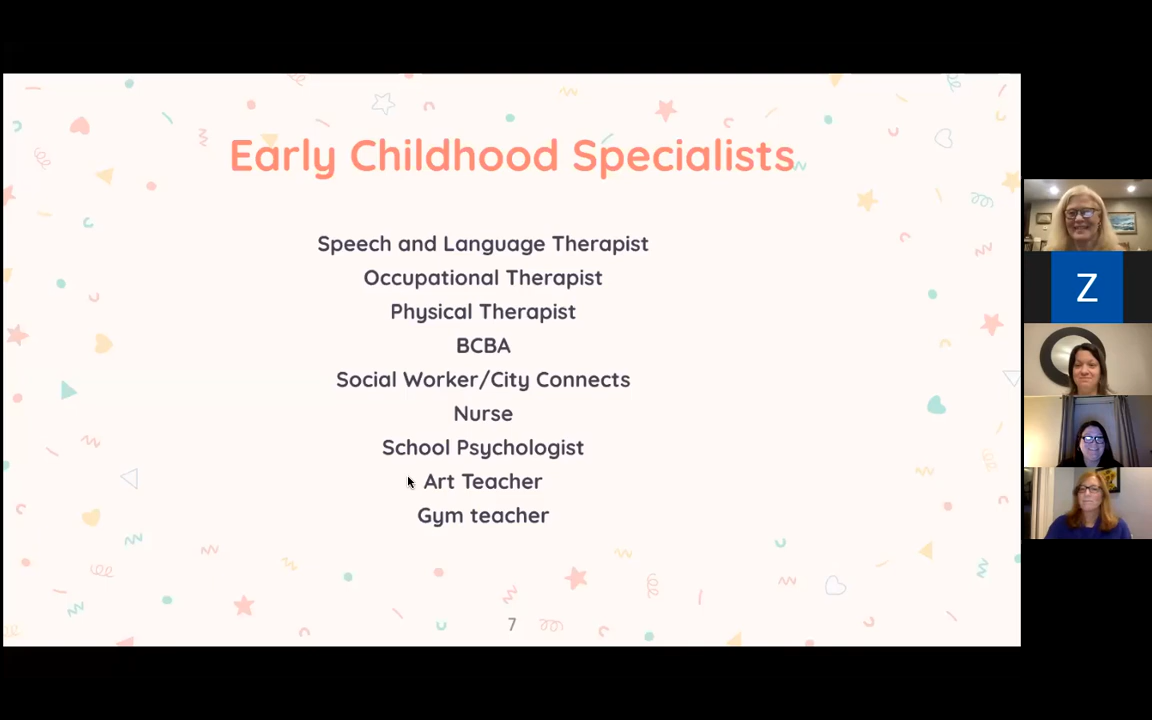 Early Childhood Specialists
Speech and Language Therapist
Occupational Therapist
Physical Therapist
BCBA
Social Worker/City Connects
Nurse
School Psychologist
Art Teacher
Gym teacher
7
Z